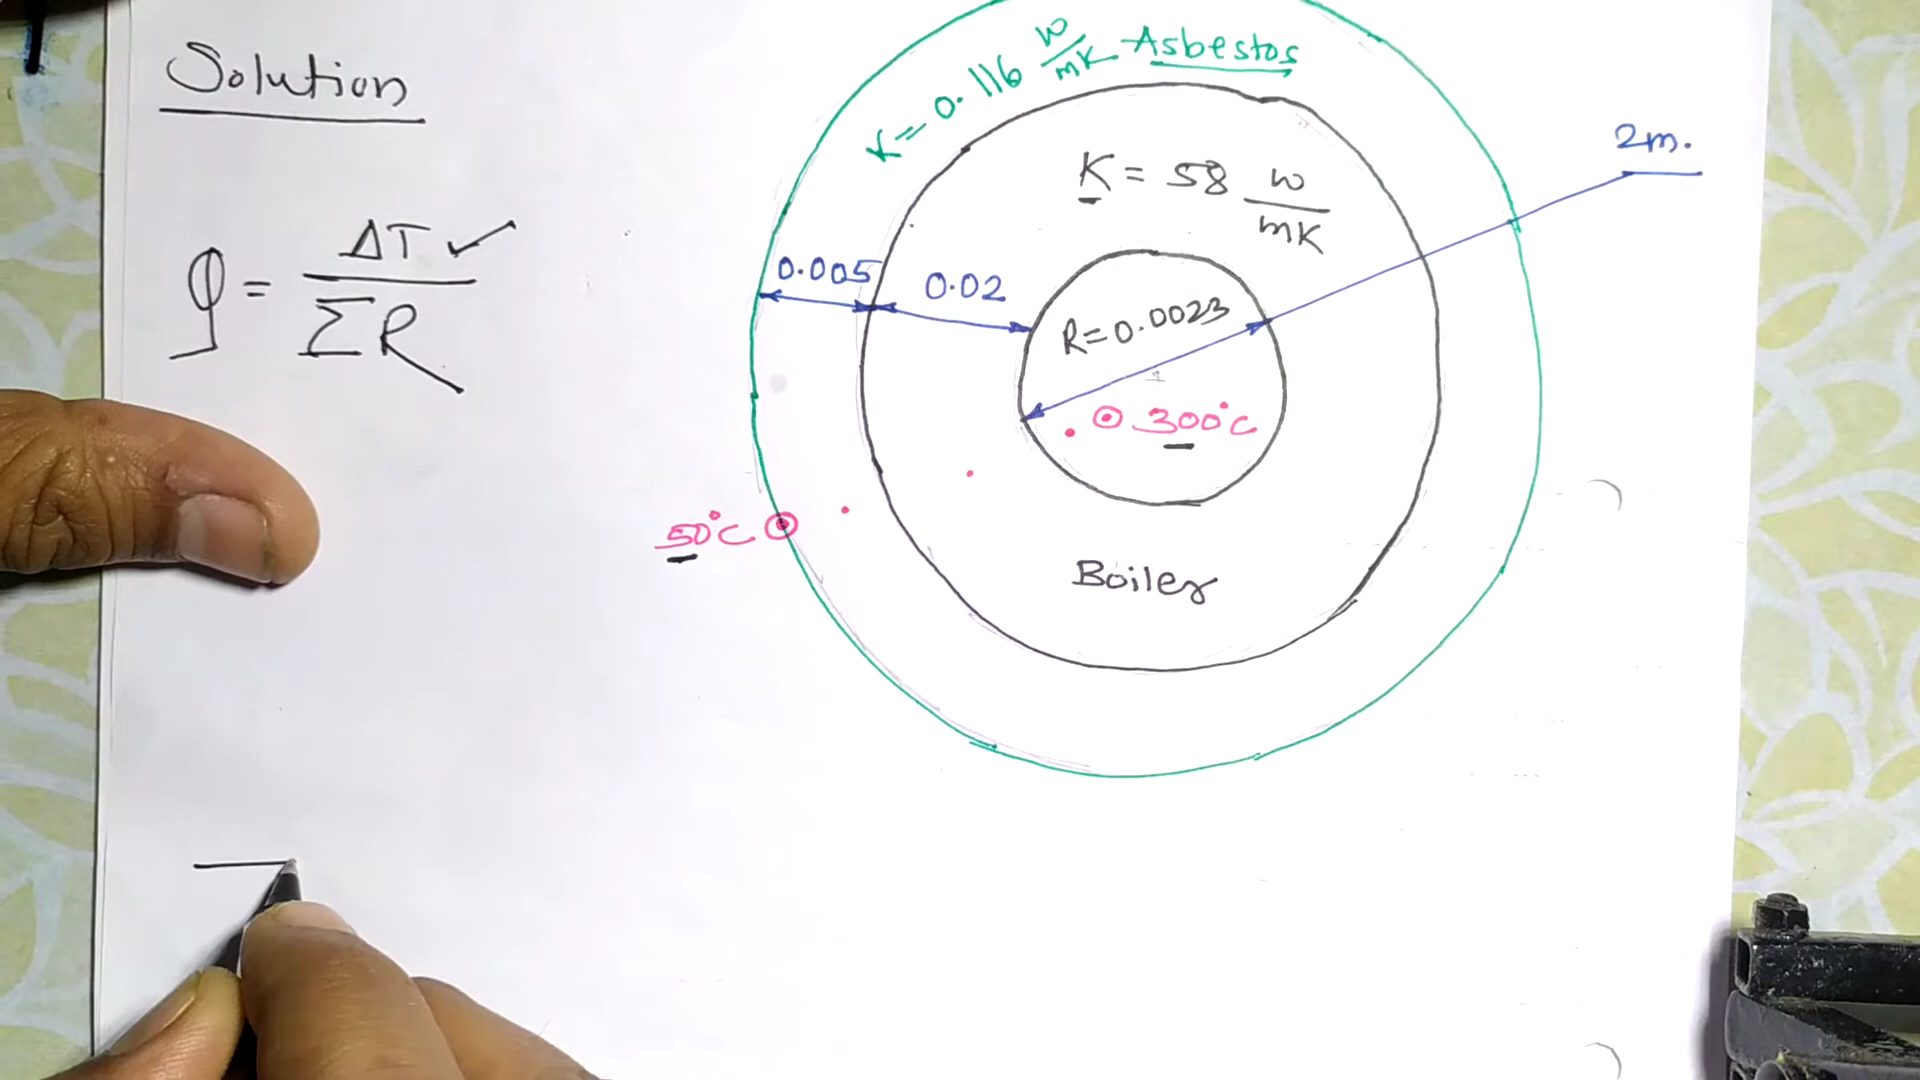 Solution
φ = ΔT ✓ / ΣR
K = 0.116 w/mK Asbestos
K = 58 w/mK
2m.
0.005
0.02
R = 0.0023
300°C
50°C
Boiler